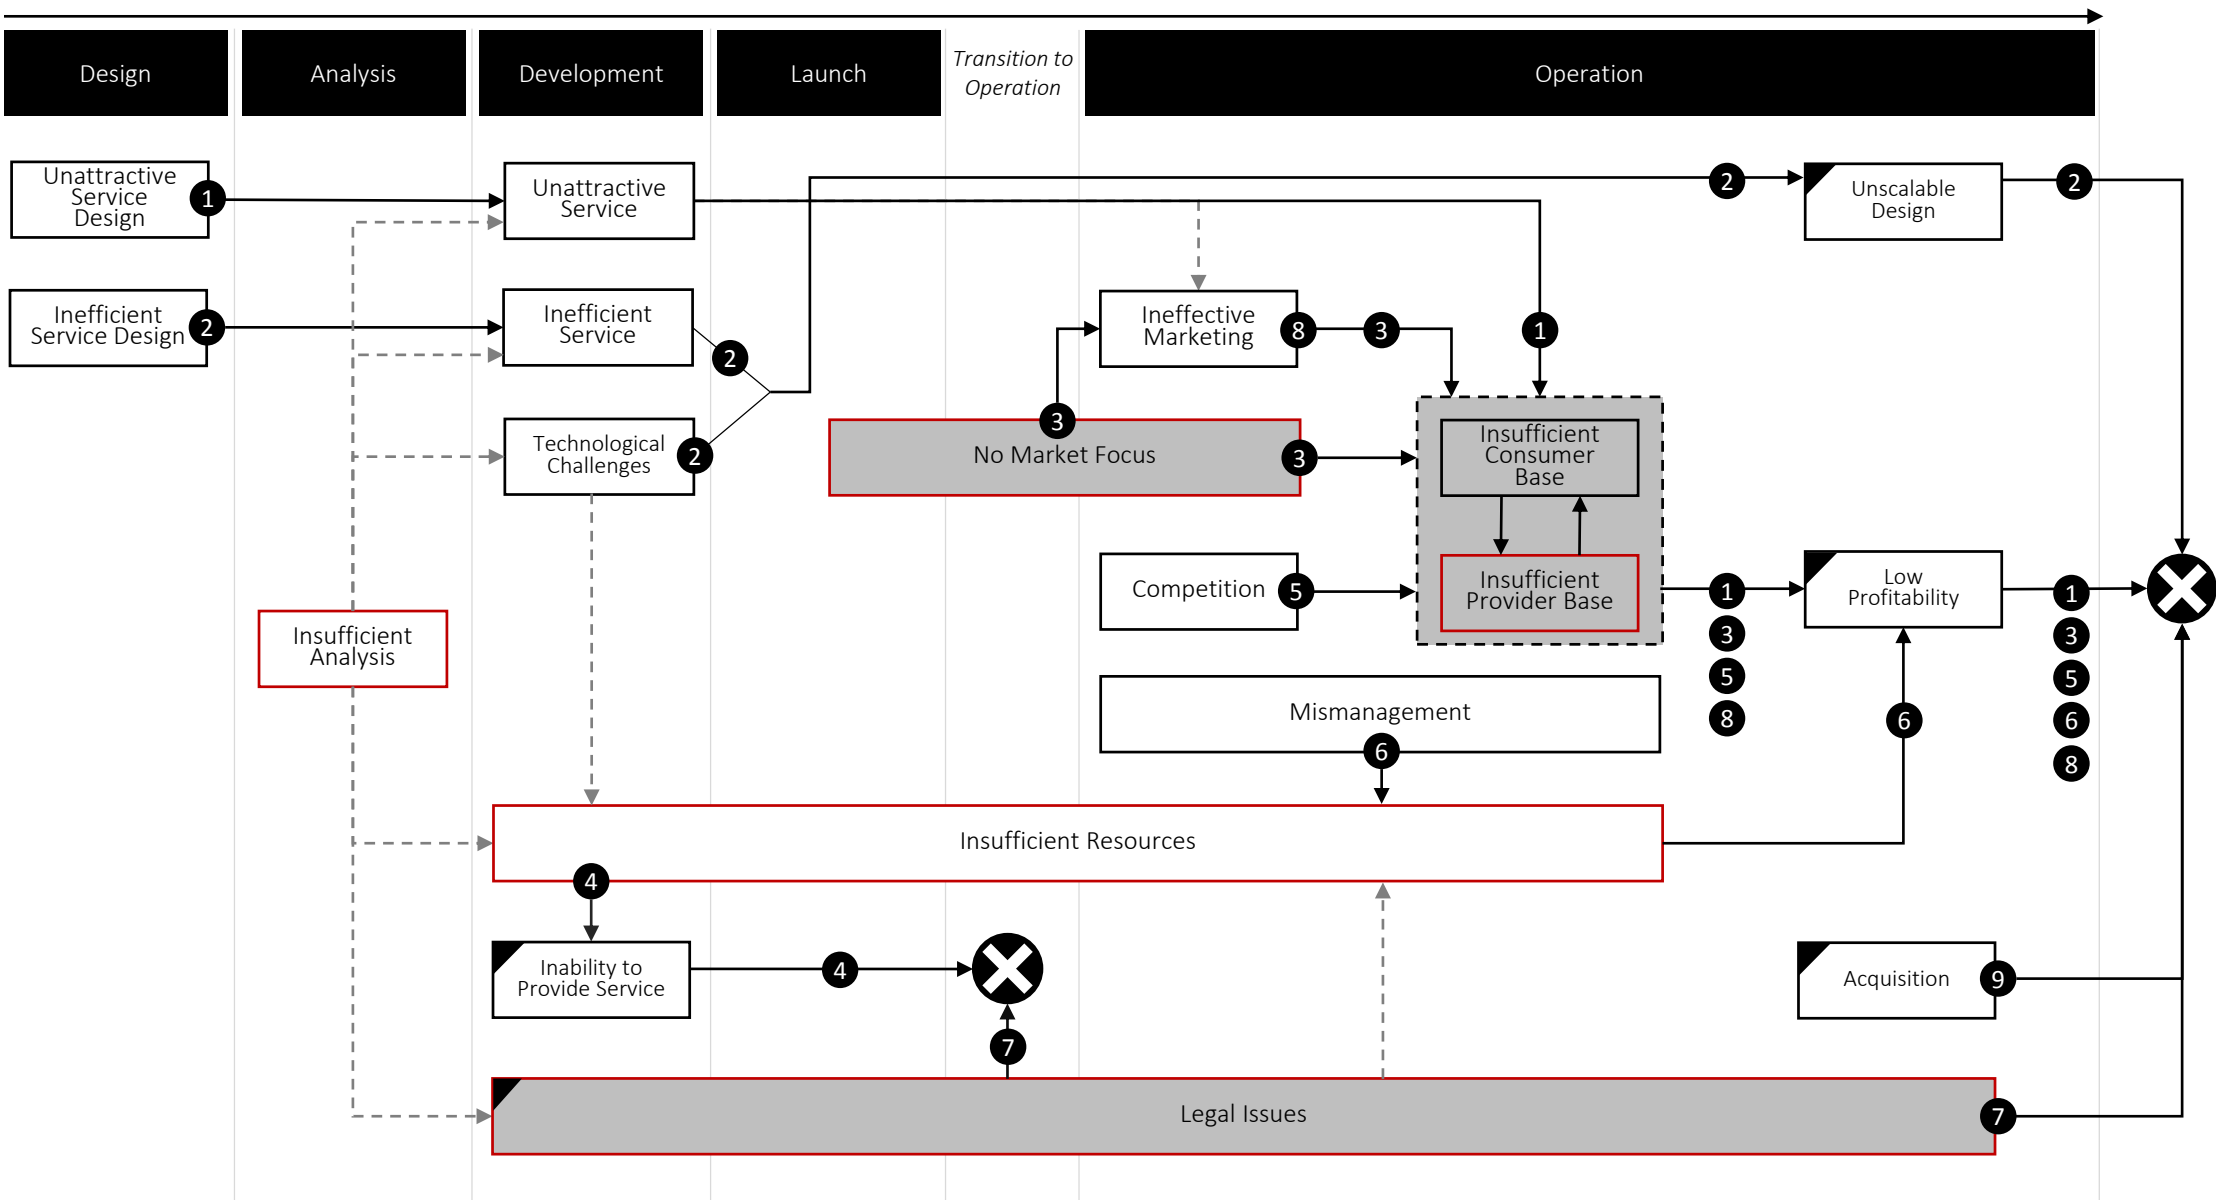 Design
Analysis
Development
Launch
Transition to
Operation
Operation
Unattractive
Service
Design
1
Unattractive
Service
2
Unscalable
Design
2
Inefficient
Service Design
2
Inefficient
Service
2
Ineffective
Marketing
8
3
1
Technological
Challenges
2
3
No Market Focus
3
Insufficient
Consumer
Base
Competition
5
Insufficient
Provider Base
1
3
5
8
Low
Profitability
1
3
5
6
8
Insufficient
Analysis
Mismanagement
6
6
Insufficient Resources
4
Inability to
Provide Service
4
7
Acquisition
9
Legal Issues
7